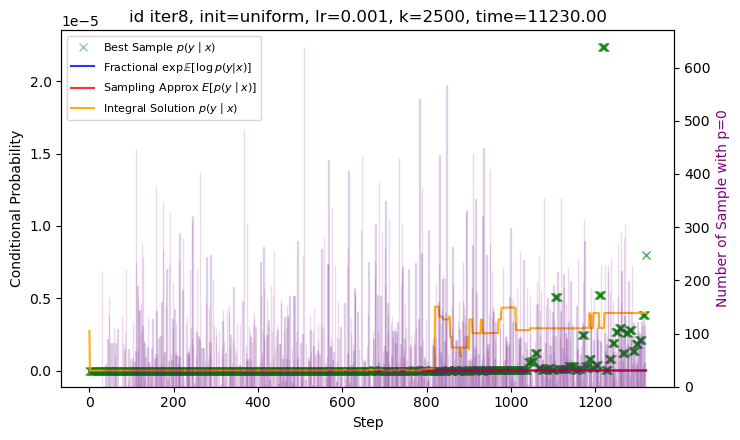 id iter8, init=uniform, lr=0.001, k=2500, time=11230.00
1e−5
Best Sample p(y | x)
Fractional exp𝔼[log p(y|x)]
Sampling Approx E[p(y | x)]
Integral Solution p(y | x)
2.0
1.5
1.0
0.5
0.0
Conditional Probability
600
500
400
300
200
100
0
Number of Sample with p=0
0 200 400 600 800 1000 1200
Step